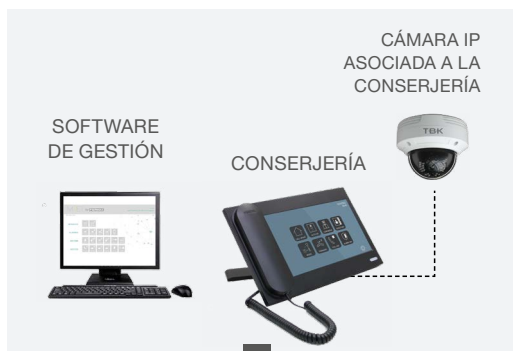 CÁMARA IP
ASOCIADA A LA
CONSERJERÍA
TBK
SOFTWARE
DE GESTIÓN
CONSERJERÍA